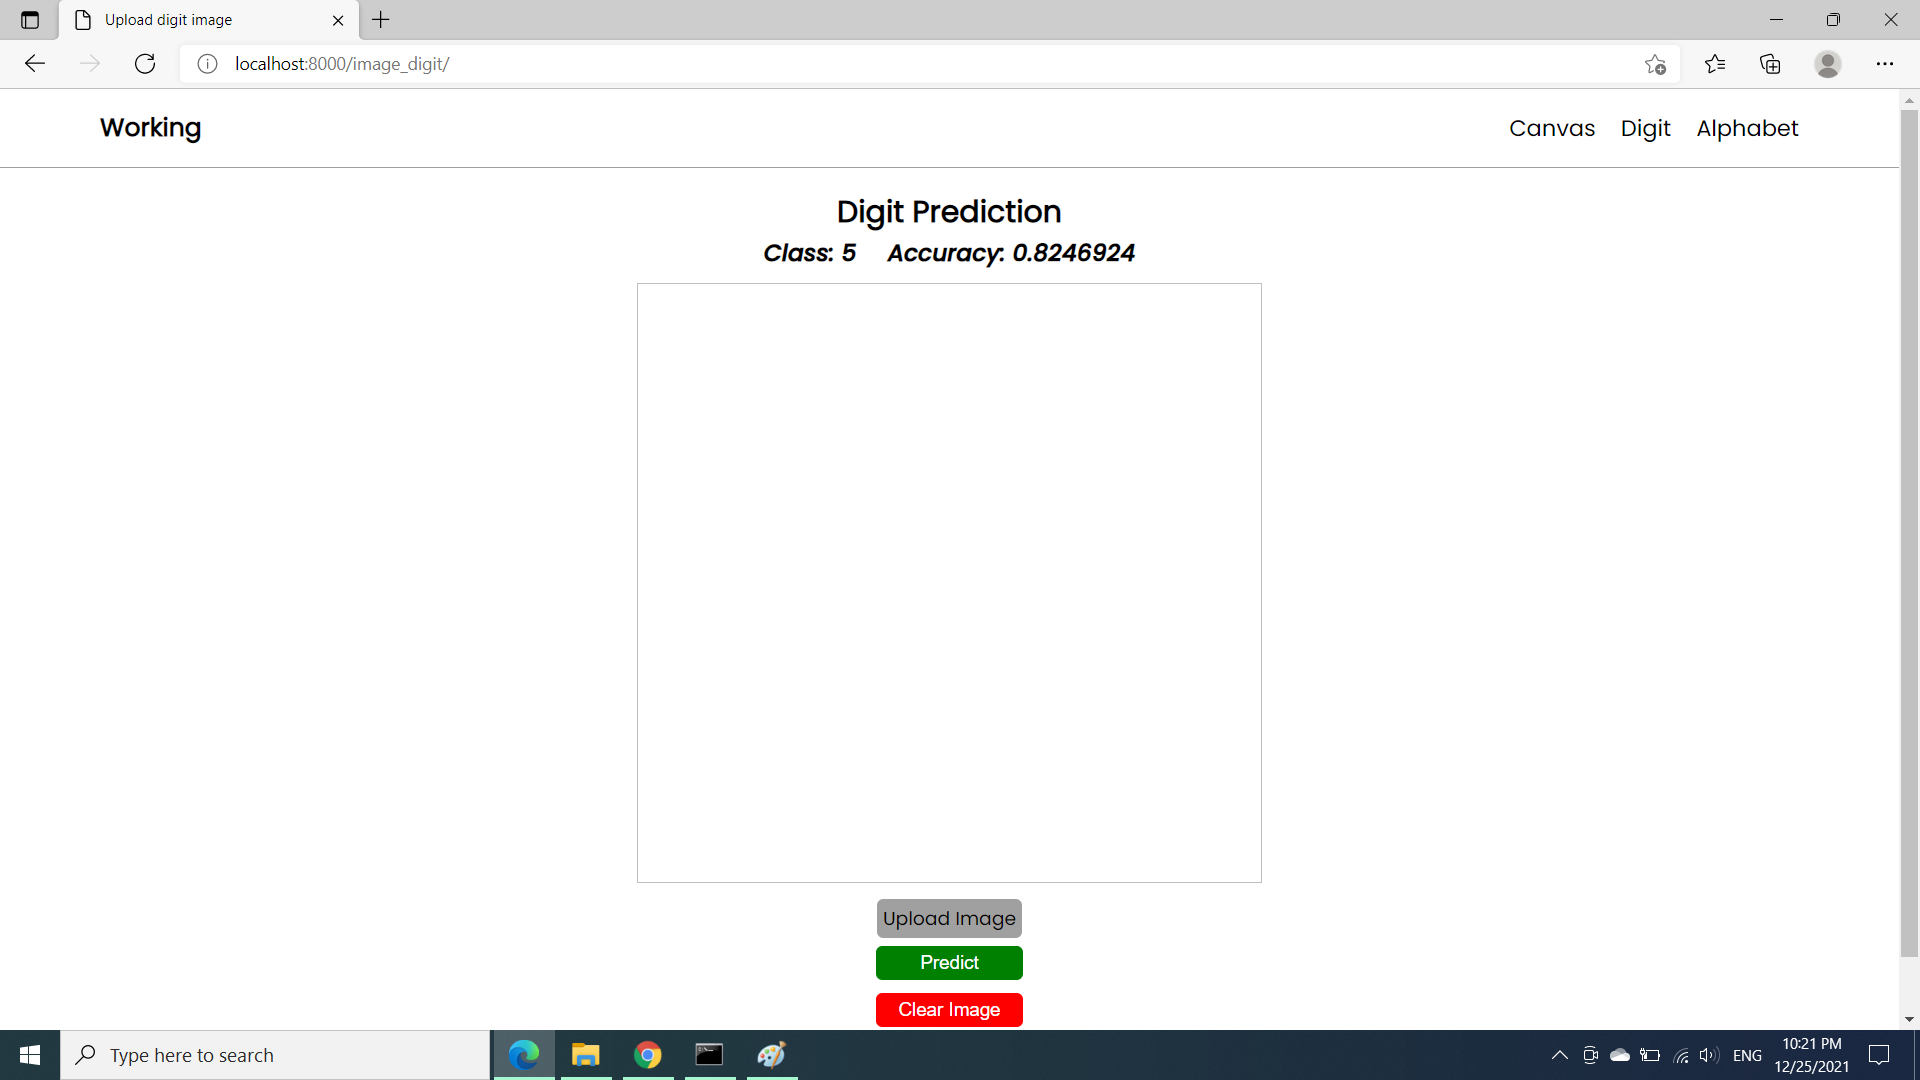 Upload digit image
localhost:8000/image_digit/
Working
Canvas Digit Alphabet
Digit Prediction
Class: 5 Accuracy: 0.8246924
Upload Image
Predict
Clear Image
Type here to search
ENG
10:21 PM
12/25/2021